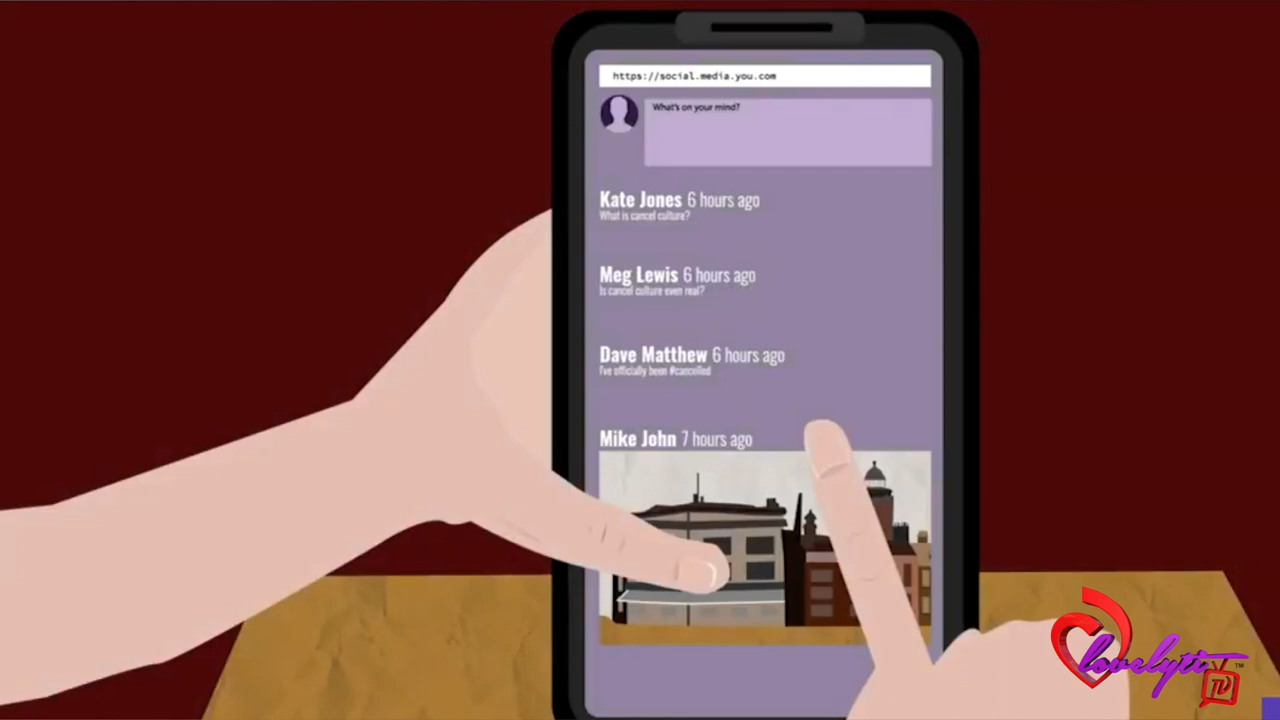 https://social.media.you.com
What's on your mind?
Kate Jones 6 hours ago
What is cancel culture?
Meg Lewis 6 hours ago
Is cancel culture even real?
Dave Matthew 6 hours ago
I've officially been #cancelled
Mike John 7 hours ago
lovelyti
TV
™